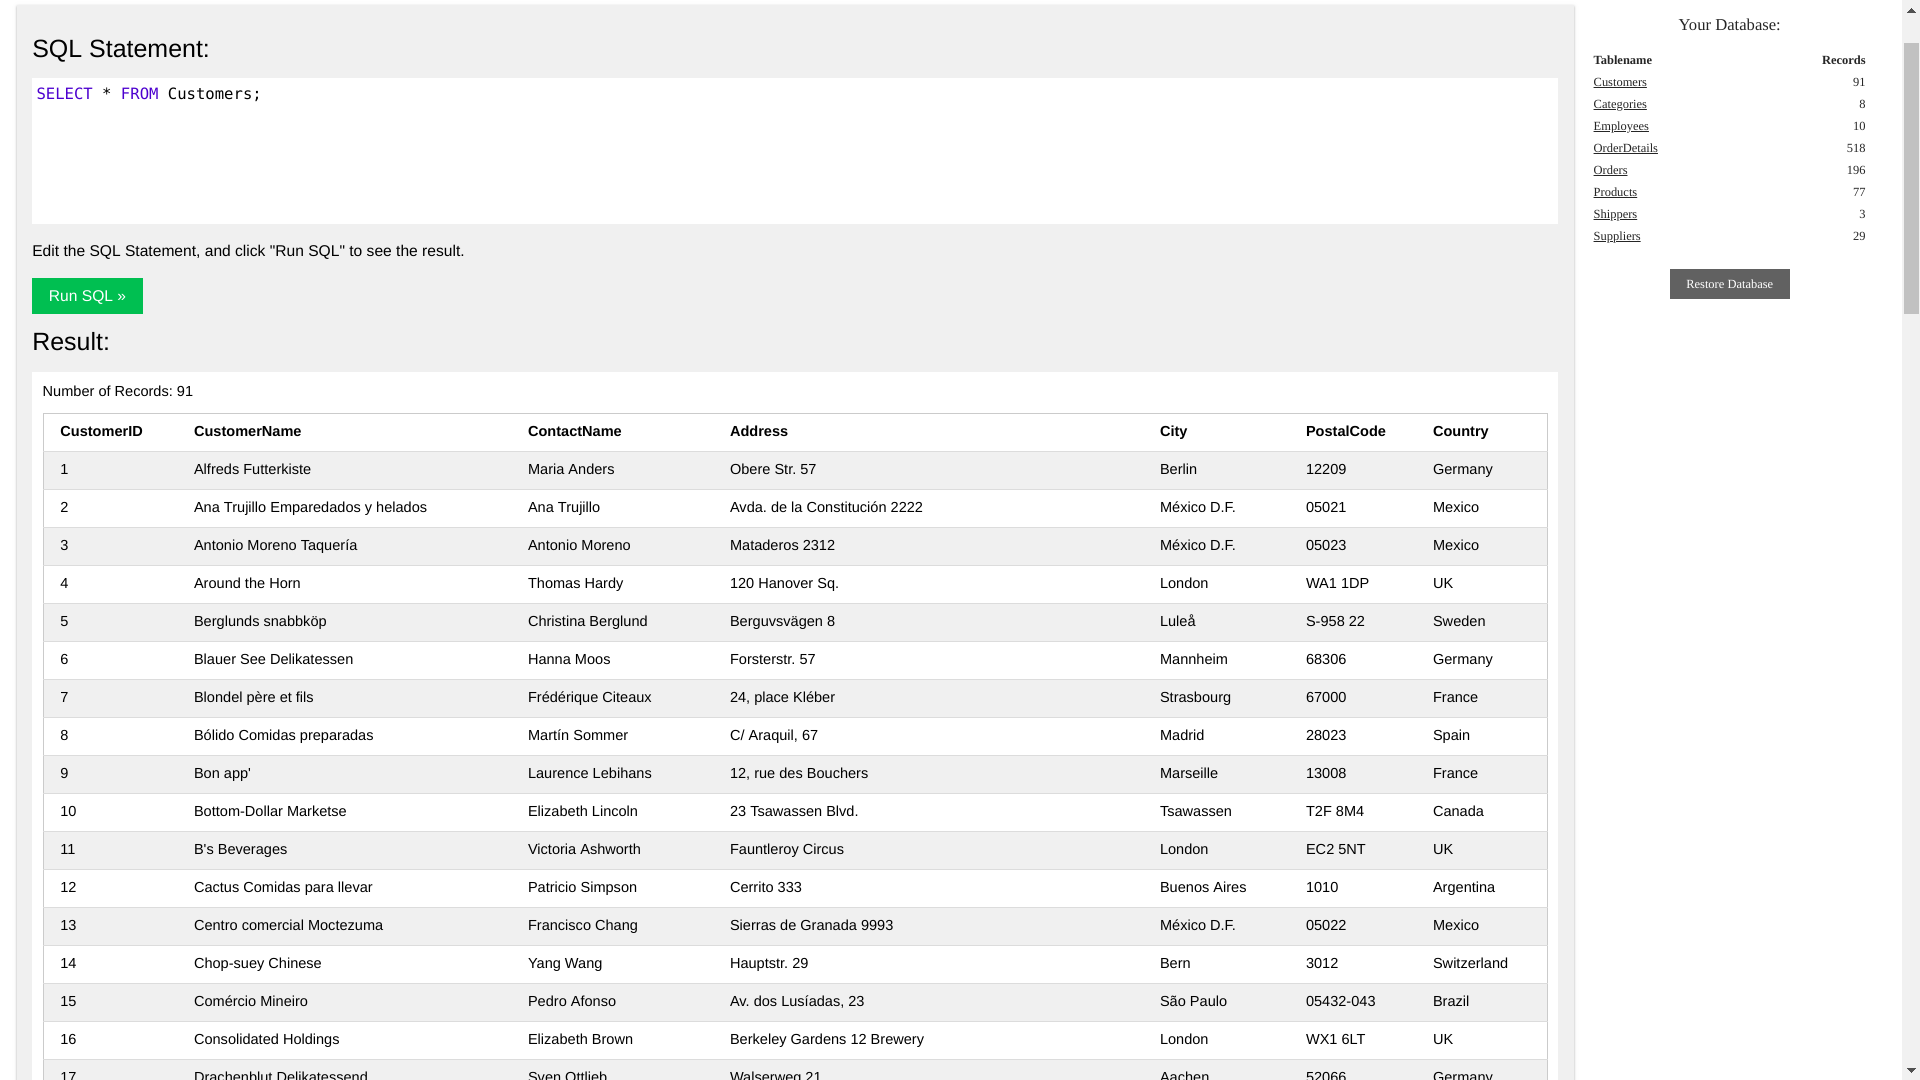 SQL Statement:
SELECT * FROM Customers;
Edit the SQL Statement, and click "Run SQL" to see the result.
Run SQL »
Result:
Number of Records: 91
CustomerID CustomerName ContactName Address City PostalCode Country
1 Alfreds Futterkiste Maria Anders Obere Str. 57 Berlin 12209 Germany
2 Ana Trujillo Emparedados y helados Ana Trujillo Avda. de la Constitución 2222 México D.F. 05021 Mexico
3 Antonio Moreno Taquería Antonio Moreno Mataderos 2312 México D.F. 05023 Mexico
4 Around the Horn Thomas Hardy 120 Hanover Sq. London WA1 1DP UK
5 Berglunds snabbköp Christina Berglund Berguvsvägen 8 Luleå S-958 22 Sweden
6 Blauer See Delikatessen Hanna Moos Forsterstr. 57 Mannheim 68306 Germany
7 Blondel père et fils Frédérique Citeaux 24, place Kléber Strasbourg 67000 France
8 Bólido Comidas preparadas Martín Sommer C/ Araquil, 67 Madrid 28023 Spain
9 Bon app' Laurence Lebihans 12, rue des Bouchers Marseille 13008 France
10 Bottom-Dollar Marketse Elizabeth Lincoln 23 Tsawassen Blvd. Tsawassen T2F 8M4 Canada
11 B's Beverages Victoria Ashworth Fauntleroy Circus London EC2 5NT UK
12 Cactus Comidas para llevar Patricio Simpson Cerrito 333 Buenos Aires 1010 Argentina
13 Centro comercial Moctezuma Francisco Chang Sierras de Granada 9993 México D.F. 05022 Mexico
14 Chop-suey Chinese Yang Wang Hauptstr. 29 Bern 3012 Switzerland
15 Comércio Mineiro Pedro Afonso Av. dos Lusíadas, 23 São Paulo 05432-043 Brazil
16 Consolidated Holdings Elizabeth Brown Berkeley Gardens 12 Brewery London WX1 6LT UK
17 Drachenblut Delikatessend Sven Ottlieb Walserweg 21 Aachen 52066 Germany
Your Database:
Tablename Records
Customers 91
Categories 8
Employees 10
OrderDetails 518
Orders 196
Products 77
Shippers 3
Suppliers 29
Restore Database